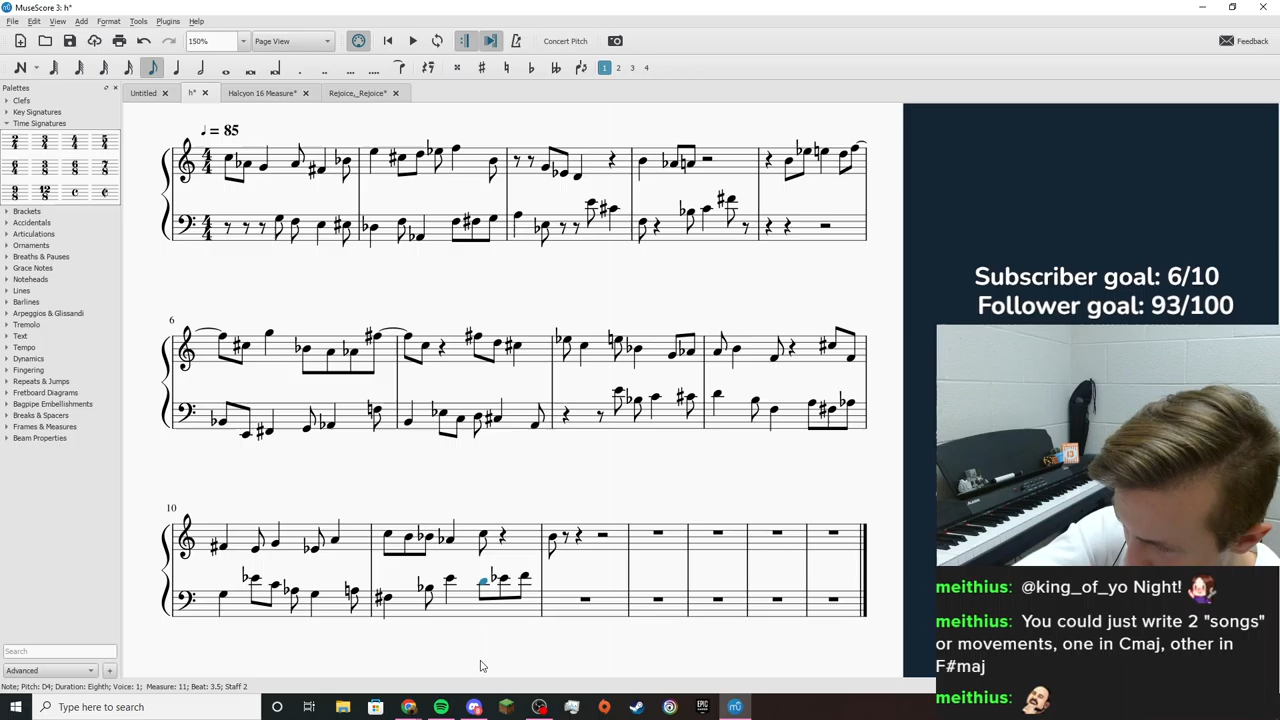 MuseScore 3: h*
File Edit View Add Format Tools Plugins Help
150% Page View Concert Pitch Feedback
1 2 3 4
Palettes
Untitled h* Halcyon 16 Measure* Rejoice,_Rejoice*
Clefs
Key Signatures
Time Signatures
Brackets
Accidentals
Articulations
Ornaments
Breaths & Pauses
Grace Notes
Noteheads
Lines
Barlines
Arpeggios & Glissandi
Tremolo
Text
Tempo
Dynamics
Fingering
Repeats & Jumps
Fretboard Diagrams
Bagpipe Embellishments
Breaks & Spacers
Frames & Measures
Beam Properties
Search
Advanced
= 85
6
10
Subscriber goal: 6/10
Follower goal: 93/100
meithius: @king_of_yo Night!
meithius: You could just write 2 "songs"
or movements, one in Cmaj, other in
F#maj
meithius:
Note; Pitch: D4; Duration: Eighth; Voice: 1; Measure: 11; Beat: 3.5; Staff 2
Type here to search